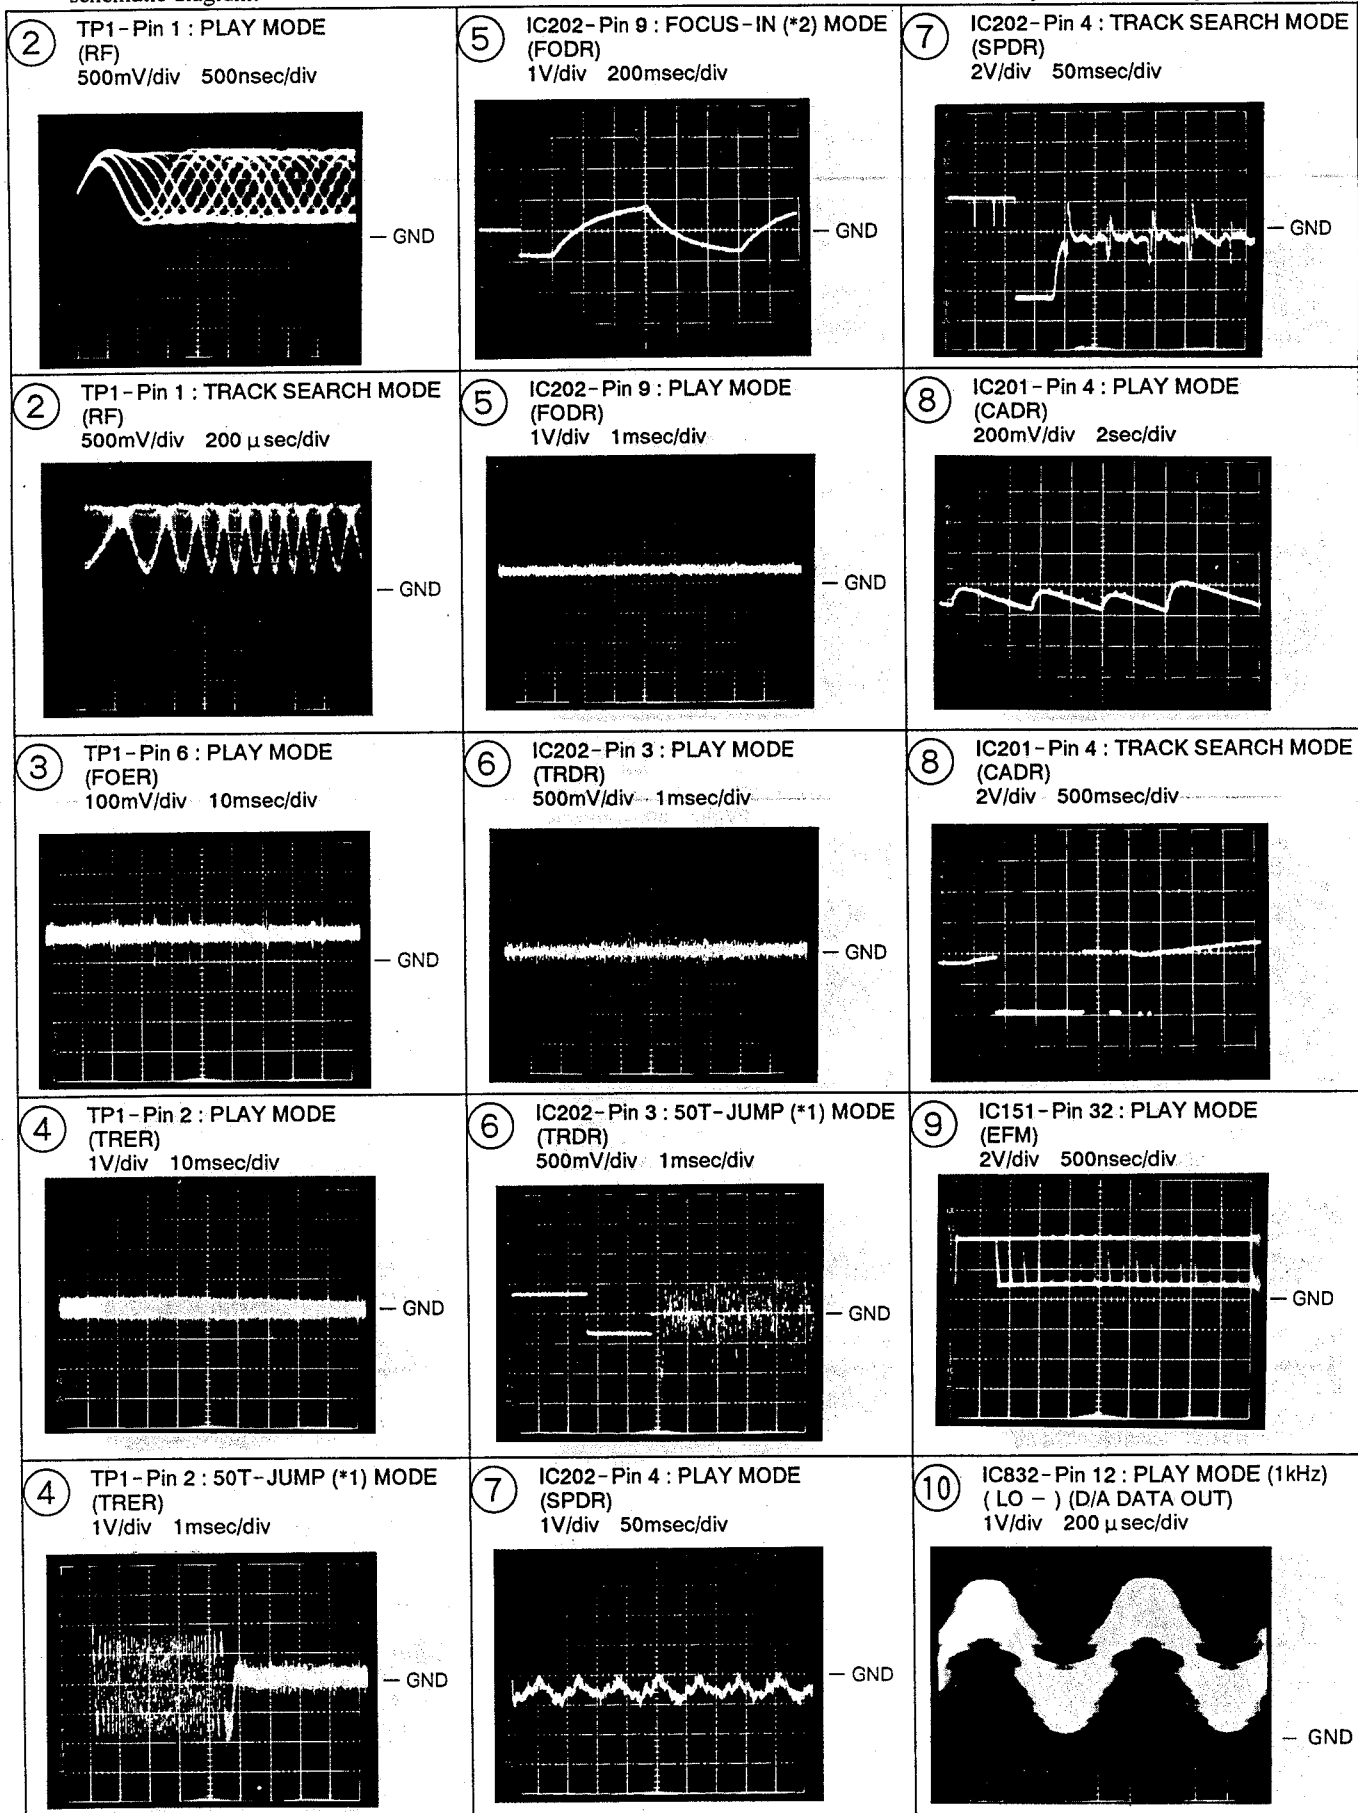 schematic diagram.
2 TP1-Pin 1 : PLAY MODE
(RF)
500mV/div 500nsec/div
— GND
5 IC202-Pin 9 : FOCUS-IN (*2) MODE
(FODR)
1V/div 200msec/div
— GND
7 IC202-Pin 4 : TRACK SEARCH MODE
(SPDR)
2V/div 50msec/div
— GND
2 TP1-Pin 1 : TRACK SEARCH MODE
(RF)
500mV/div 200 μsec/div
— GND
5 IC202-Pin 9 : PLAY MODE
(FODR)
1V/div 1msec/div
— GND
8 IC201-Pin 4 : PLAY MODE
(CADR)
200mV/div 2sec/div
3 TP1-Pin 6 : PLAY MODE
(FOER)
100mV/div 10msec/div
— GND
6 IC202-Pin 3 : PLAY MODE
(TRDR)
500mV/div 1msec/div
— GND
8 IC201-Pin 4 : TRACK SEARCH MODE
(CADR)
2V/div 500msec/div
4 TP1-Pin 2 : PLAY MODE
(TRER)
1V/div 10msec/div
— GND
6 IC202-Pin 3 : 50T-JUMP (*1) MODE
(TRDR)
500mV/div 1msec/div
— GND
9 IC151-Pin 32 : PLAY MODE
(EFM)
2V/div 500nsec/div
— GND
4 TP1-Pin 2 : 50T-JUMP (*1) MODE
(TRER)
1V/div 1msec/div
— GND
7 IC202-Pin 4 : PLAY MODE
(SPDR)
1V/div 50msec/div
— GND
10 IC832-Pin 12 : PLAY MODE (1kHz)
( LO − ) (D/A DATA OUT)
1V/div 200 μsec/div
— GND